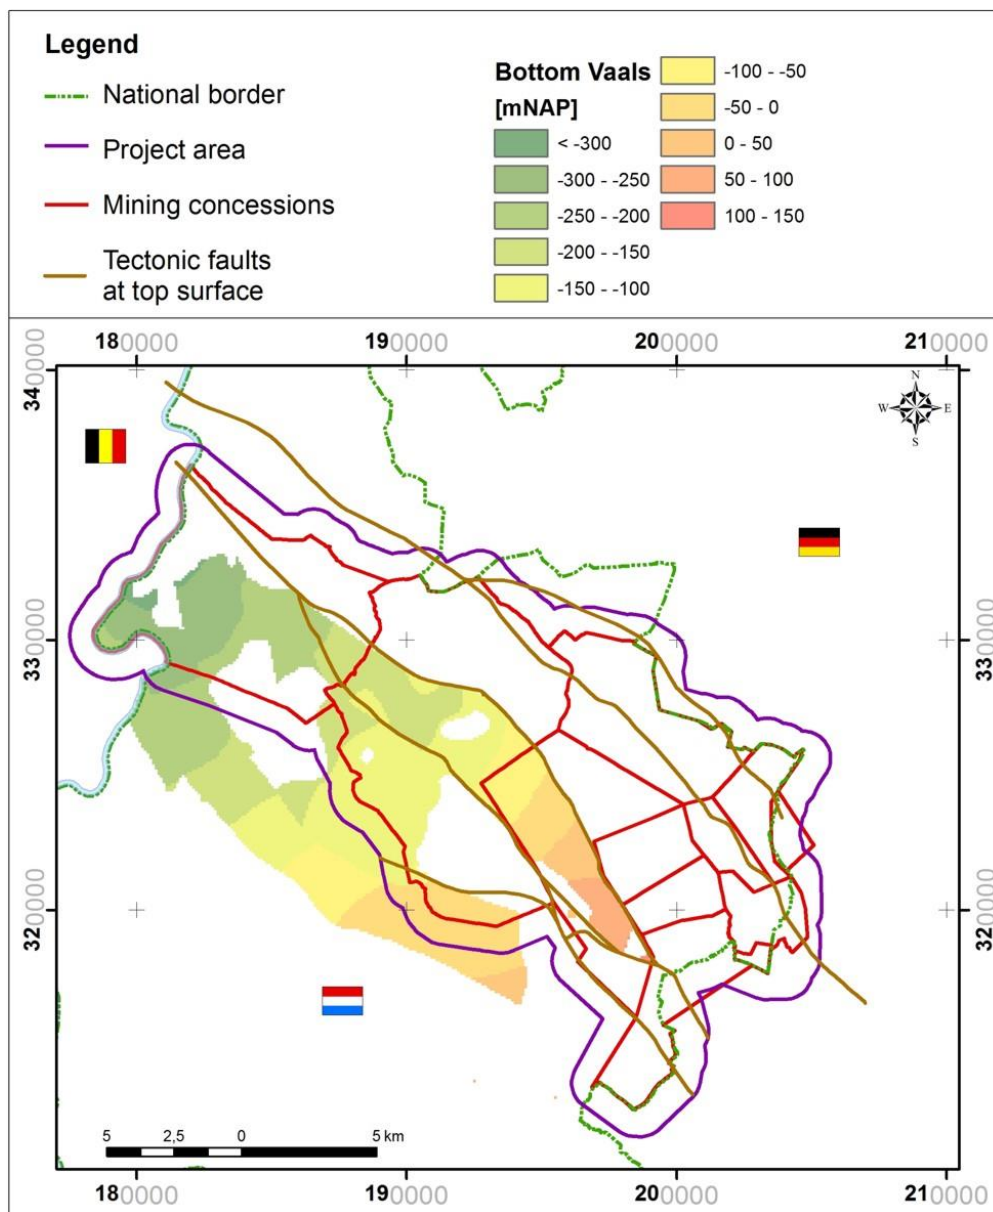 Legend
National border
Project area
Mining concessions
Tectonic faults
at top surface
Bottom Vaals
[mNAP]
< -300
-300 - -250
-250 - -200
-200 - -150
-150 - -100
-100 - -50
-50 - 0
0 - 50
50 - 100
100 - 150
180000 190000 200000 210000
340000
330000
320000
330000
320000
N
W E
S
5 2,5 0 5 km
180000 190000 200000 210000